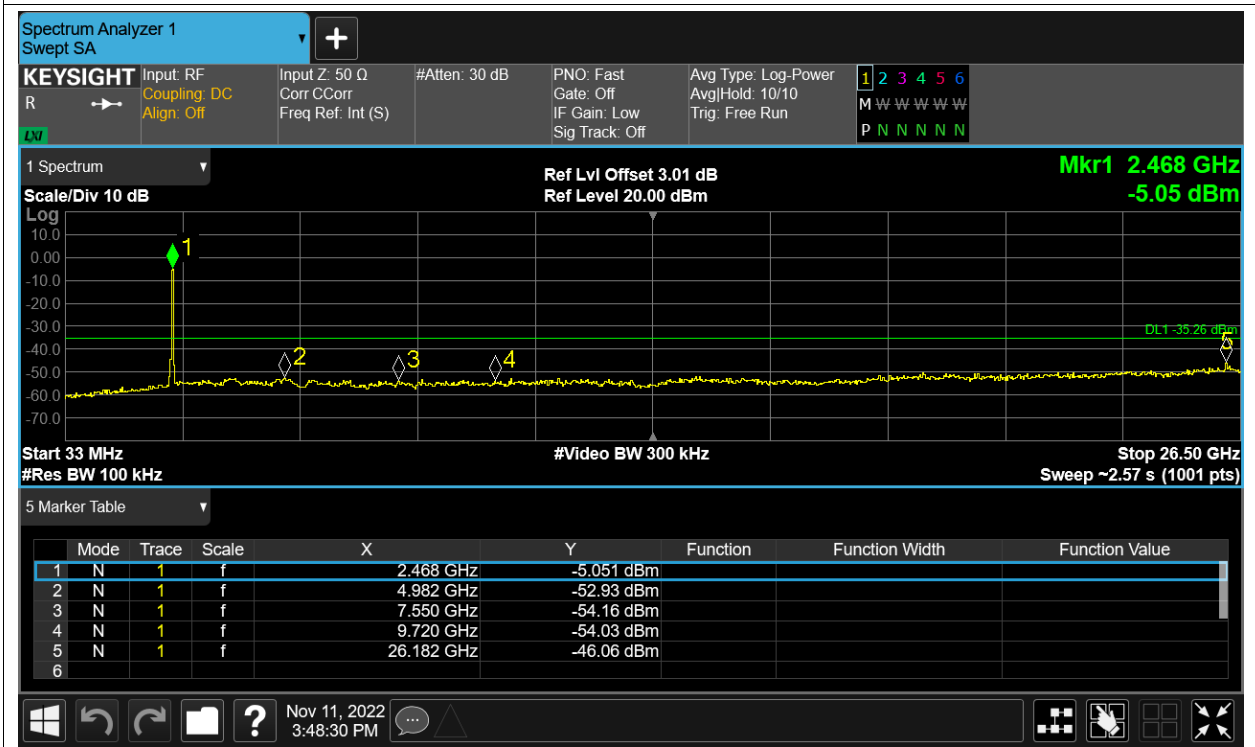 Spectrum Analyzer 1
Swept SA
KEYSIGHT Input: RF Input Z: 50 Ω #Atten: 30 dB PNO: Fast Avg Type: Log-Power 1 2 3 4 5 6
R Coupling: DC Corr CCorr Gate: Off Avg|Hold: 10/10 M W W W W W
Align: Off Freq Ref: Int (S) IF Gain: Low Trig: Free Run
LXI Sig Track: Off P N N N N N
1 Spectrum Ref Lvl Offset 3.01 dB Mkr1 2.468 GHz
Scale/Div 10 dB Ref Level 20.00 dBm -5.05 dBm
Log
10.0
1
0.00
-10.0
-20.0
-30.0
DL1 -35.26 dBm
-40.0
2 3 4 5
-50.0
-60.0
-70.0
Start 33 MHz #Video BW 300 kHz Stop 26.50 GHz
#Res BW 100 kHz Sweep ~2.57 s (1001 pts)
5 Marker Table
Mode Trace Scale X Y Function Function Width Function Value
1 N 1 f 2.468 GHz -5.051 dBm
2 N 1 f 4.982 GHz -52.93 dBm
3 N 1 f 7.550 GHz -54.16 dBm
4 N 1 f 9.720 GHz -54.03 dBm
5 N 1 f 26.182 GHz -46.06 dBm
6
? Nov 11, 2022
3:48:30 PM